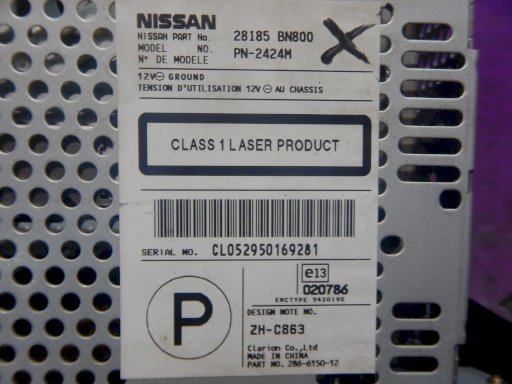 NISSAN
NISSAN PART No. 28185 BN800
MODEL NO. PN-2424M
N° DE MODELE
12V⊖ GROUND
TENSION D'UTILISATION 12V ⊖ AU CHASSIS
CLASS 1 LASER PRODUCT
SERIAL NO. CL052950169281
e13
020786
EMCTYPE 5420190
P
DESIGN NOTE NO.
ZH-C863
Clarion Co.,Ltd
MADE IN CHINA
PART NO. 286-6150-12